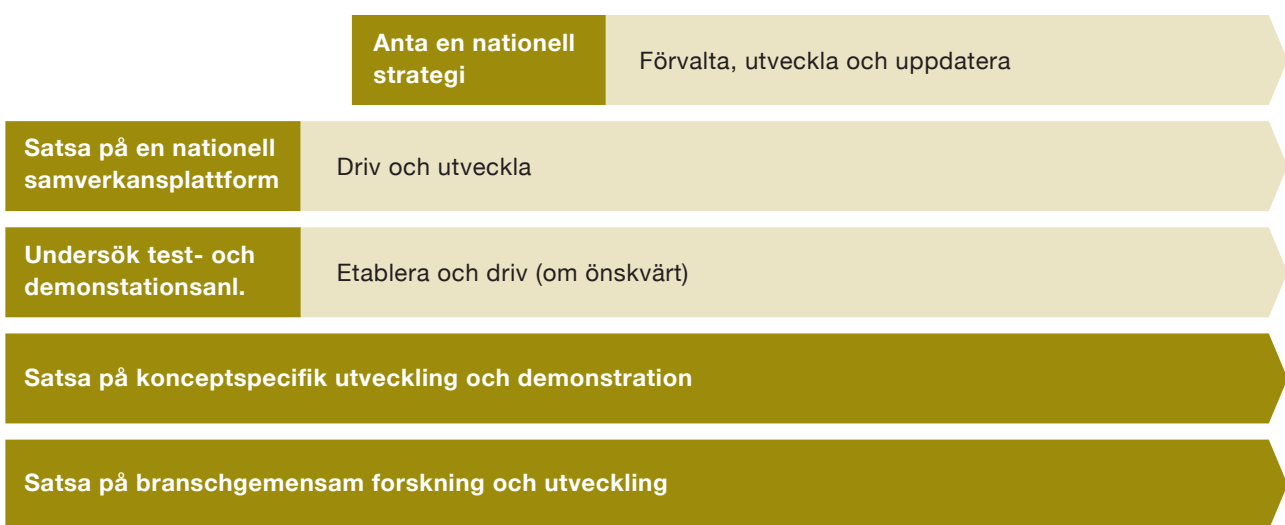 Anta en nationell
strategi
Förvalta, utveckla och uppdatera
Satsa på en nationell
samverkansplattform
Driv och utveckla
Undersök test- och
demonstationsanl.
Etablera och driv (om önskvärt)
Satsa på konceptspecifik utveckling och demonstration
Satsa på branschgemensam forskning och utveckling